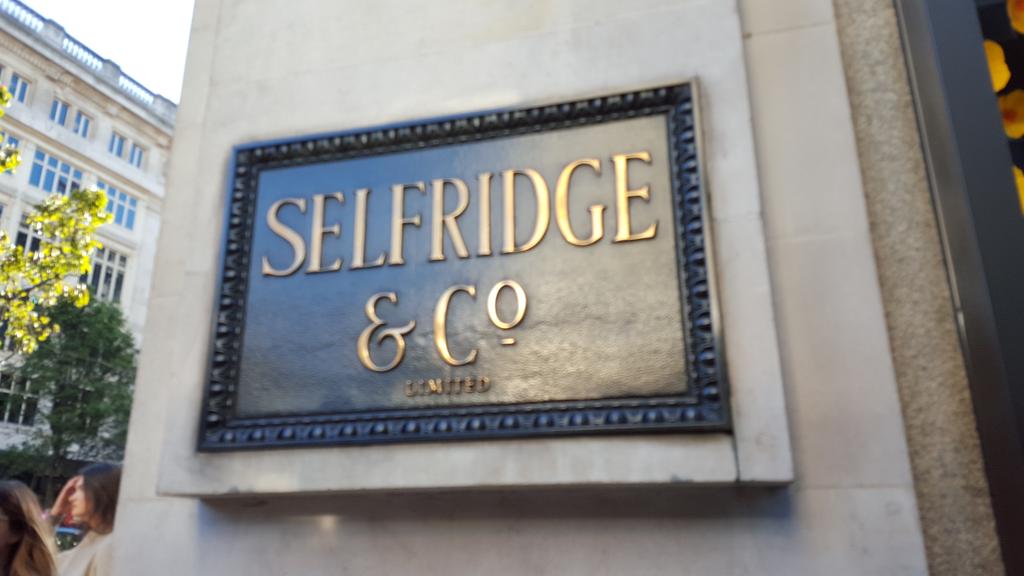 SELFRIDGE
& Co
LIMITED